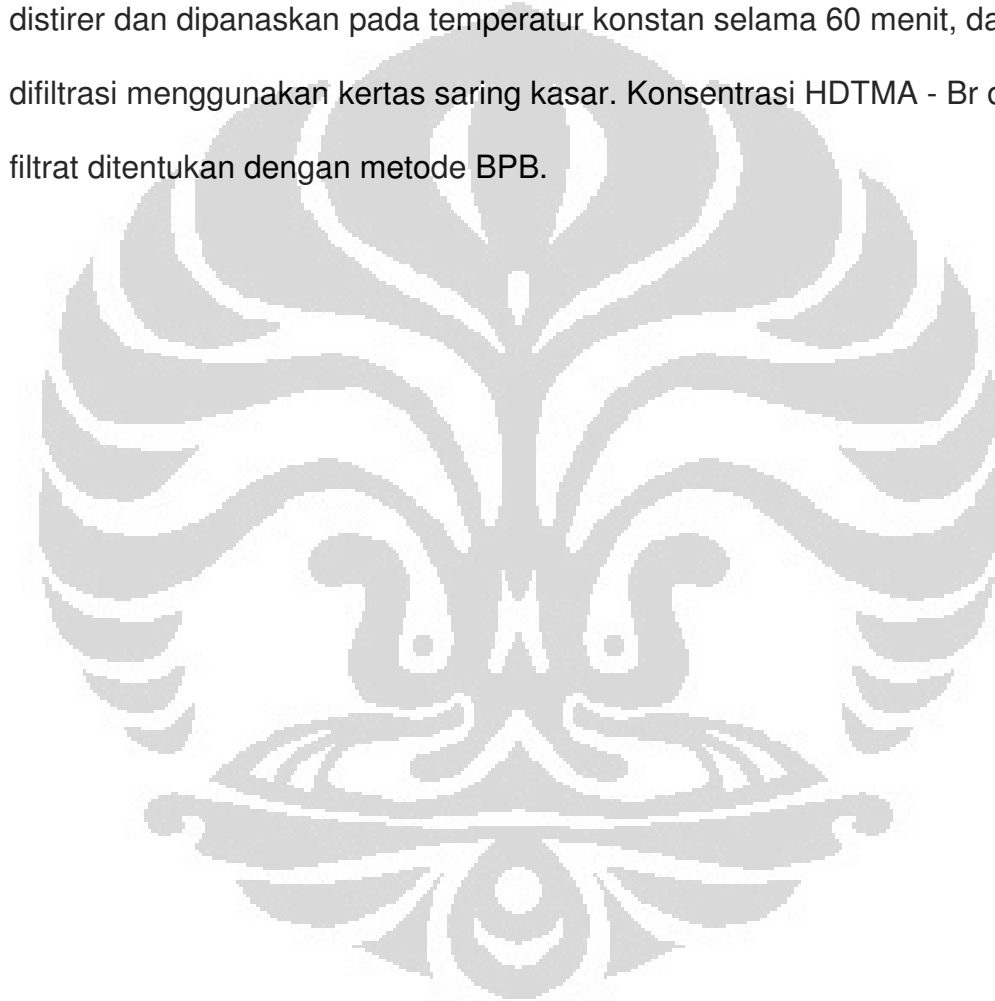 distirer dan dipanaskan pada temperatur konstan selama 60 menit, da
difiltrasi menggunakan kertas saring kasar. Konsentrasi HDTMA - Br d
filtrat ditentukan dengan metode BPB.